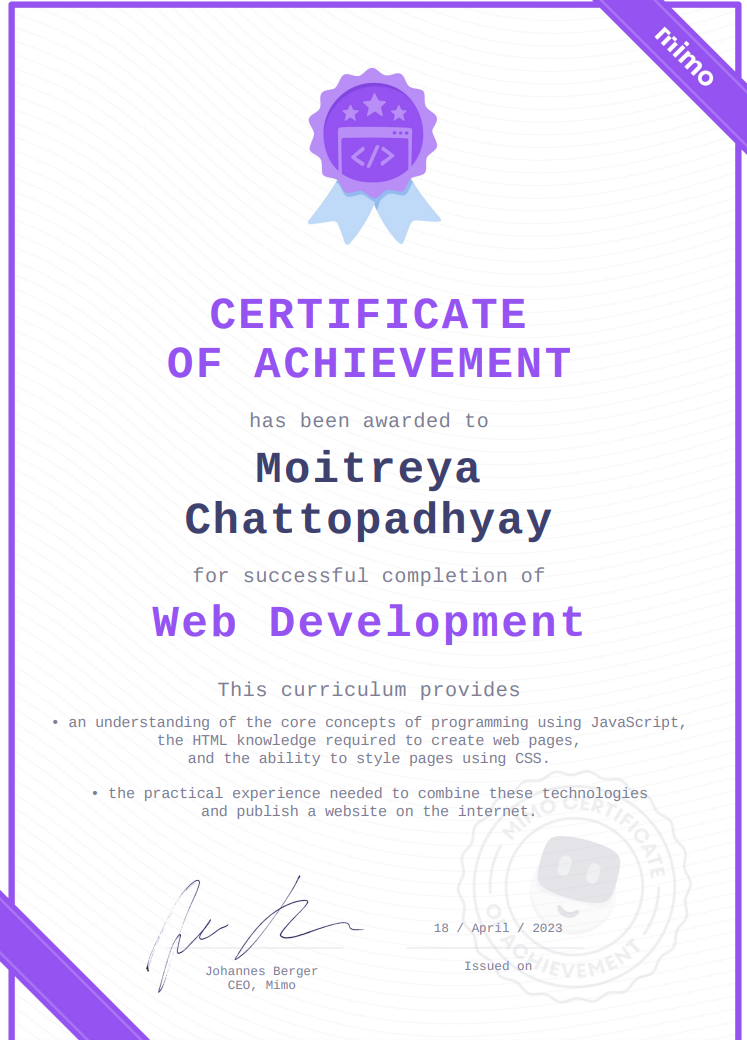 mimo
</>
CERTIFICATE
OF ACHIEVEMENT
has been awarded to
Moitreya
Chattopadhyay
for successful completion of
Web Development
This curriculum provides
• an understanding of the core concepts of programming using JavaScript,
the HTML knowledge required to create web pages,
and the ability to style pages using CSS.
• the practical experience needed to combine these technologies
and publish a website on the internet.
MIMO CERTIFICATE
OF ACHIEVEMENT
18 / April / 2023
Issued on
Johannes Berger
CEO, Mimo